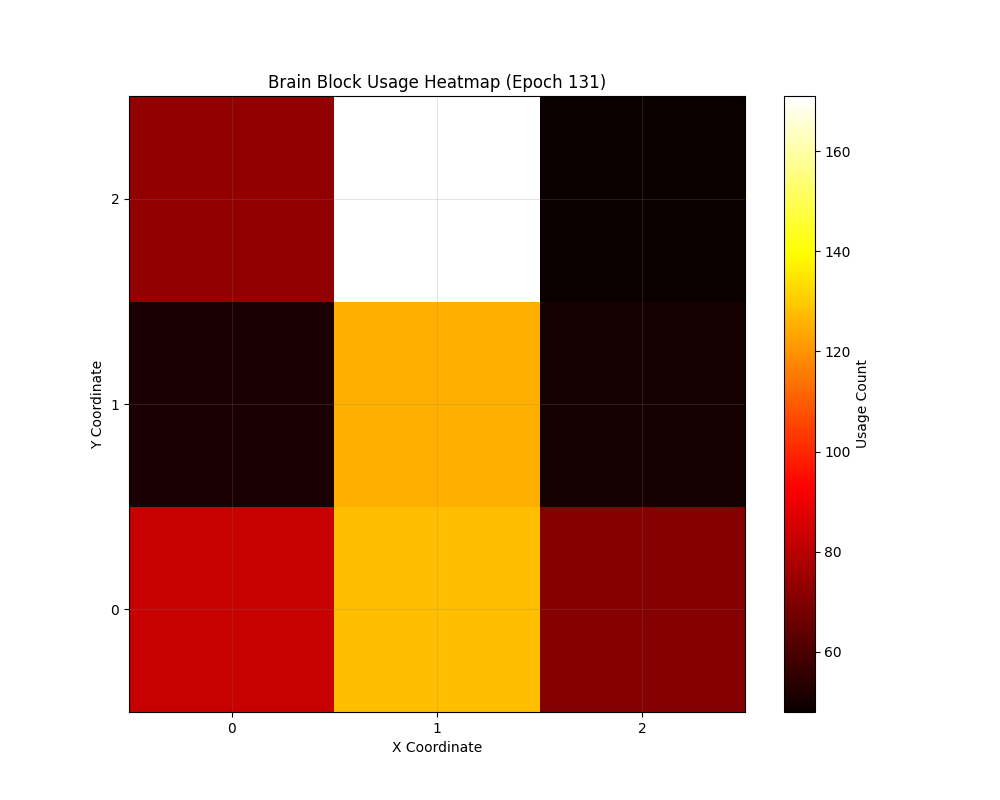 Brain Block Usage Heatmap (Epoch 131)
2
1
0
Y Coordinate
0 1 2
X Coordinate
160
140
120
100
80
60
Usage Count